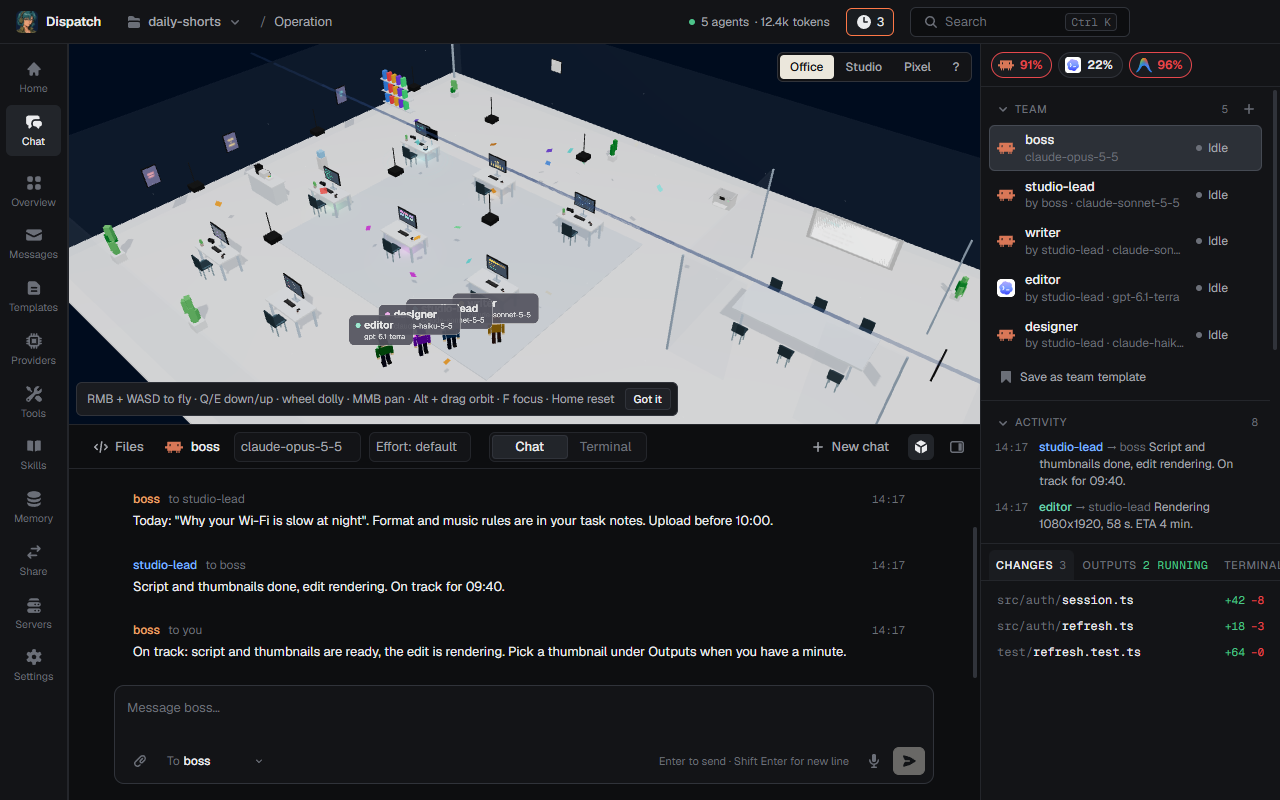 Dispatch
daily-shorts
/ Operation
5 agents · 12.4k tokens
3
Search
Ctrl K
Home
Chat
Overview
Messages
Templates
Providers
Tools
Skills
Memory
Share
Servers
Settings
Office
Studio
Pixel
?
designer
editor
gpt 6.1 terra
RMB + WASD to fly · Q/E down/up · wheel dolly · MMB pan · Alt + drag orbit · F focus · Home reset
Got it
Files
boss
claude-opus-5-5
Effort: default
Chat
Terminal
New chat
boss to studio-lead 14:17
Today: "Why your Wi-Fi is slow at night". Format and music rules are in your task notes. Upload before 10:00.
studio-lead to boss 14:17
Script and thumbnails done, edit rendering. On track for 09:40.
boss to you 14:17
On track: script and thumbnails are ready, the edit is rendering. Pick a thumbnail under Outputs when you have a minute.
Message boss…
To boss
Enter to send · Shift Enter for new line
91%
22%
96%
TEAM 5
boss
claude-opus-5-5
Idle
studio-lead
by boss · claude-sonnet-5-5
Idle
writer
by studio-lead · claude-son…
Idle
editor
by studio-lead · gpt-6.1-terra
Idle
designer
by studio-lead · claude-haik…
Idle
Save as team template
ACTIVITY 8
14:17 studio-lead → boss Script and
thumbnails done, edit rendering. On
track for 09:40.
14:17 editor → studio-lead Rendering
1080x1920, 58 s. ETA 4 min.
CHANGES 3
OUTPUTS 2 RUNNING
TERMINAL
src/auth/session.ts +42 −8
src/auth/refresh.ts +18 −3
test/refresh.test.ts +64 −0